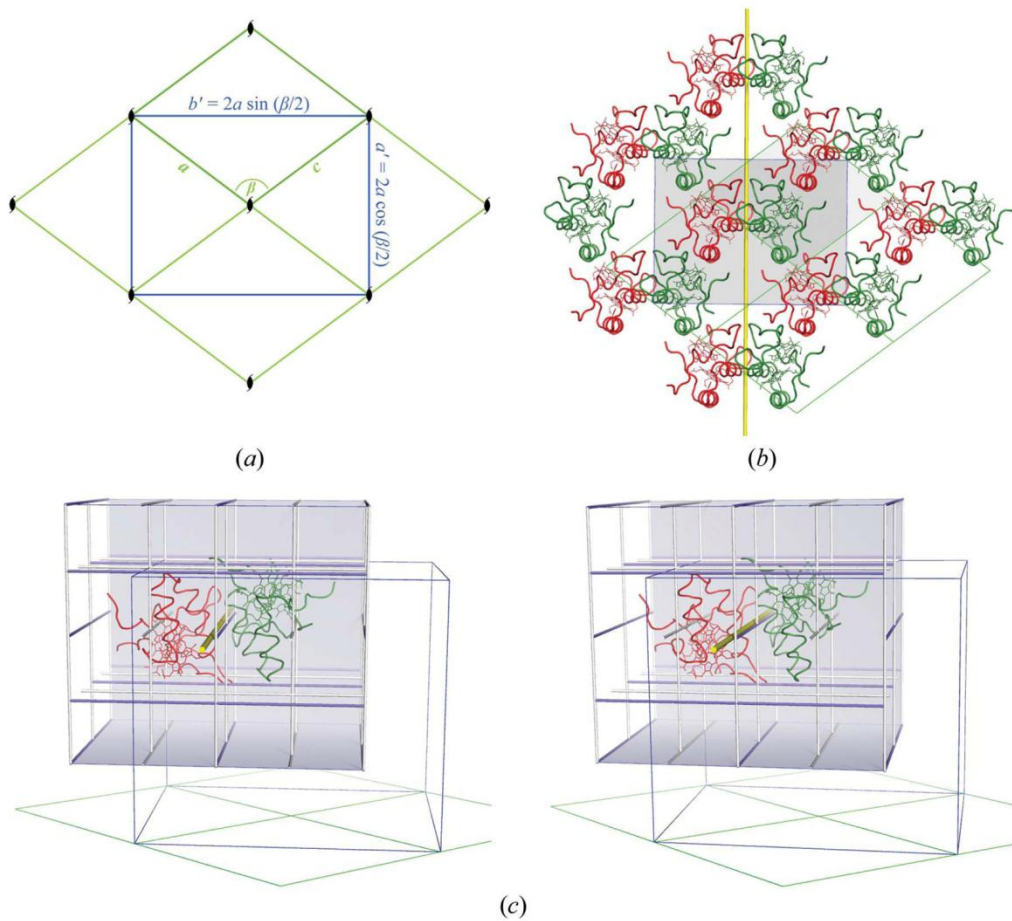 b′ = 2a sin (β/2)
a
β
c
a′ = 2a cos (β/2)
(a)
(b)
(c)